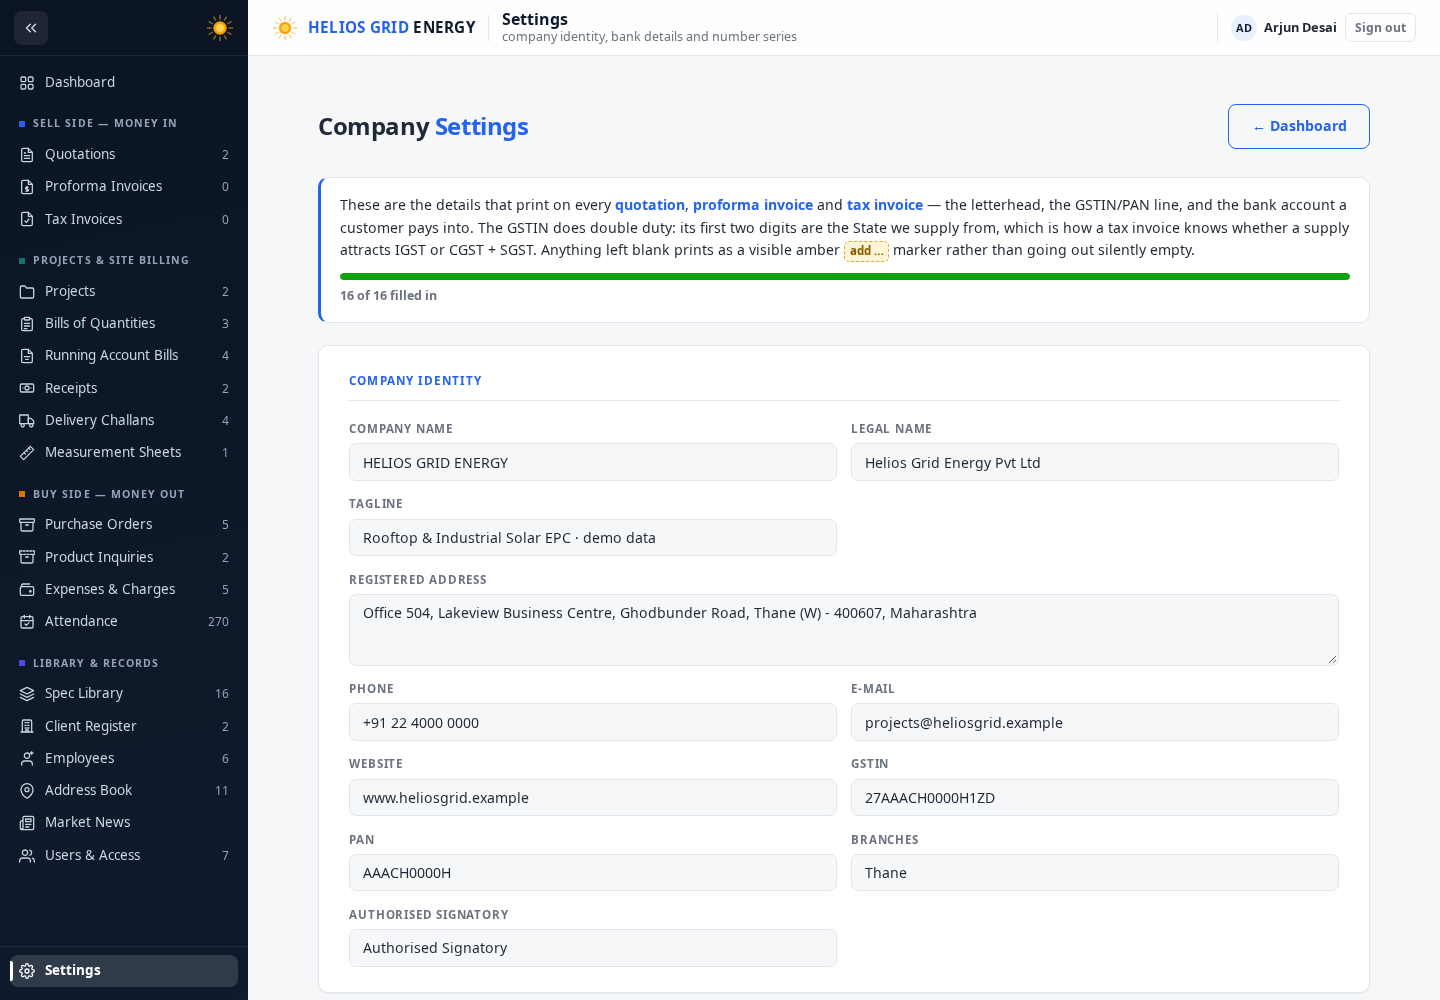 HELIOS GRID ENERGY
Settings
company identity, bank details and number series
AD
Arjun Desai
Sign out
Dashboard
SELL SIDE — MONEY IN
Quotations 2
Proforma Invoices 0
Tax Invoices 0
PROJECTS & SITE BILLING
Projects 2
Bills of Quantities 3
Running Account Bills 4
Receipts 2
Delivery Challans 4
Measurement Sheets 1
BUY SIDE — MONEY OUT
Purchase Orders 5
Product Inquiries 2
Expenses & Charges 5
Attendance 270
LIBRARY & RECORDS
Spec Library 16
Client Register 2
Employees 6
Address Book 11
Market News
Users & Access 7
Settings
Company Settings
← Dashboard
These are the details that print on every quotation, proforma invoice and tax invoice — the letterhead, the GSTIN/PAN line, and the bank account a
customer pays into. The GSTIN does double duty: its first two digits are the State we supply from, which is how a tax invoice knows whether a supply
attracts IGST or CGST + SGST. Anything left blank prints as a visible amber add … marker rather than going out silently empty.
16 of 16 filled in
COMPANY IDENTITY
COMPANY NAME
HELIOS GRID ENERGY
LEGAL NAME
Helios Grid Energy Pvt Ltd
TAGLINE
Rooftop & Industrial Solar EPC · demo data
REGISTERED ADDRESS
Office 504, Lakeview Business Centre, Ghodbunder Road, Thane (W) - 400607, Maharashtra
PHONE
+91 22 4000 0000
E-MAIL
projects@heliosgrid.example
WEBSITE
www.heliosgrid.example
GSTIN
27AAACH0000H1ZD
PAN
AAACH0000H
BRANCHES
Thane
AUTHORISED SIGNATORY
Authorised Signatory